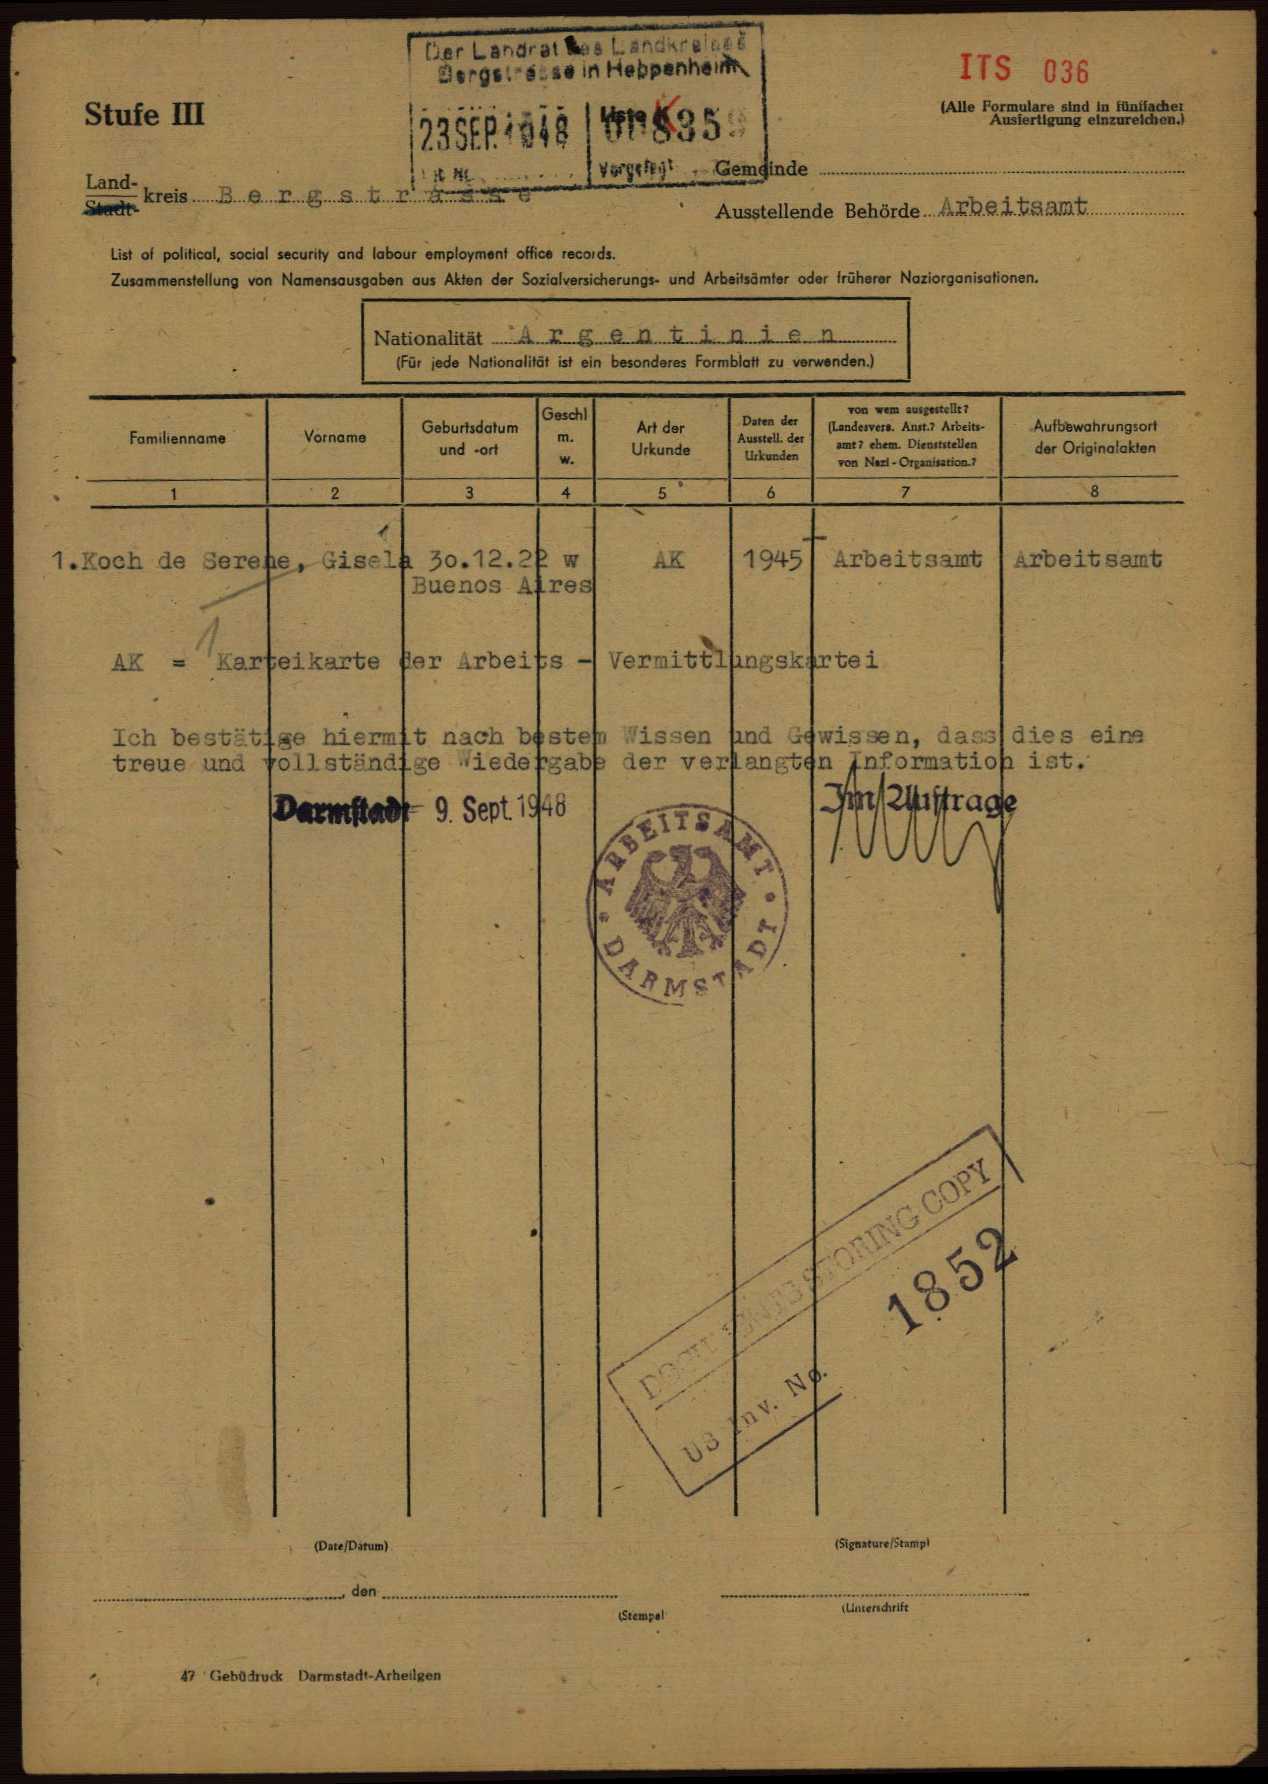 Der Landrat des Landkreises
Bergstrasse in Heppenheim
ITS 036
Stufe III
(Alle Formulare sind in fünffacher
Ausfertigung einzureichen.)
23 SEP. 1948
Vorgelegt
Gemeinde
Land-
Stadt-
kreis Bergstrasse
Ausstellende Behörde Arbeitsamt
List of political, social security and labour employment office records.
Zusammenstellung von Namensausgaben aus Akten der Sozialversicherungs- und Arbeitsämter oder früherer Naziorganisationen.
Nationalität Argentinien
(Für jede Nationalität ist ein besonderes Formblatt zu verwenden.)
Familienname
Vorname
Geburtsdatum
und -ort
Geschl
m.
w.
Art der
Urkunde
Daten der
Ausstell. der
Urkunden
von wem ausgestellt?
(Landesvers. Anst.? Arbeits-
amt? ehem. Dienststellen
von Nazi-Organisation.?
Aufbewahrungsort
der Originalakten
1 2 3 4 5 6 7 8
1.Koch de Serene, Gisela 30.12.22 w AK 1945 Arbeitsamt Arbeitsamt
Buenos Aires
AK = Karteikarte der Arbeits - Vermittlungskartei
Ich bestätige hiermit nach bestem Wissen und Gewissen, dass dies eine
treue und vollständige Wiedergabe der verlangten Information ist.
Darmstadt 9. Sept. 1948
Im Auftrage
ARBEITSAMT
DARMSTADT
DOCUMENTS STORING COPY
US Inv. No.
1852
(Date/Datum)
(Signature/Stamp)
, den
(Stempel
(Unterschrift
47 Gebüdruck Darmstadt-Arheilgen